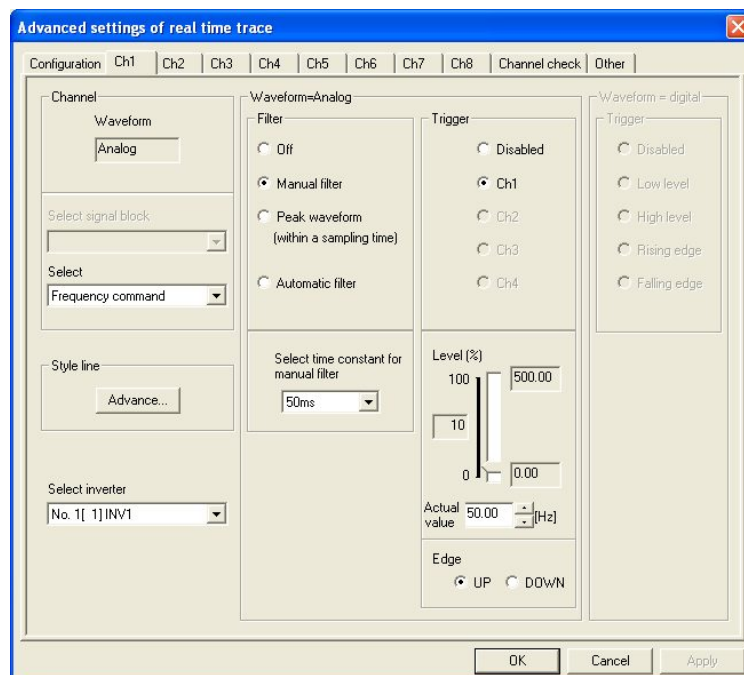 Advanced settings of real time trace
Configuration Ch1 Ch2 Ch3 Ch4 Ch5 Ch6 Ch7 Ch8 Channel check Other
Channel
Waveform
Analog
Select signal block
Select
Frequency command
Style line
Advance...
Select inverter
No. 1[ 1] INV1
Waveform=Analog
Filter
Off
Manual filter
Peak waveform
(within a sampling time)
Automatic filter
Select time constant for
manual filter
50ms
Trigger
Disabled
Ch1
Ch2
Ch3
Ch4
Level (%)
100
500.00
10
0
0.00
Actual
value
50.00
[Hz]
Edge
UP
DOWN
Waveform = digital
Trigger
Disabled
Low level
High level
Rising edge
Falling edge
OK
Cancel
Apply